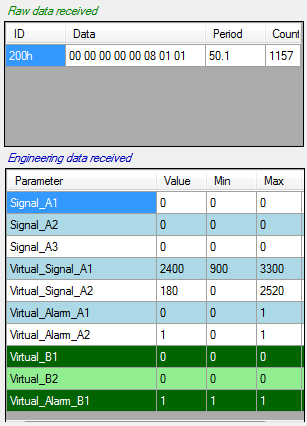 Raw data received
ID Data Period Count
200h 00 00 00 00 00 08 01 01 50.1 1157
Engineering data received
Parameter Value Min Max
Signal_A1 0 0 0
Signal_A2 0 0 0
Signal_A3 0 0 0
Virtual_Signal_A1 2400 900 3300
Virtual_Signal_A2 180 0 2520
Virtual_Alarm_A1 0 0 1
Virtual_Alarm_A2 1 0 1
Virtual_B1 0 0 0
Virtual_B2 0 0 0
Virtual_Alarm_B1 1 1 1